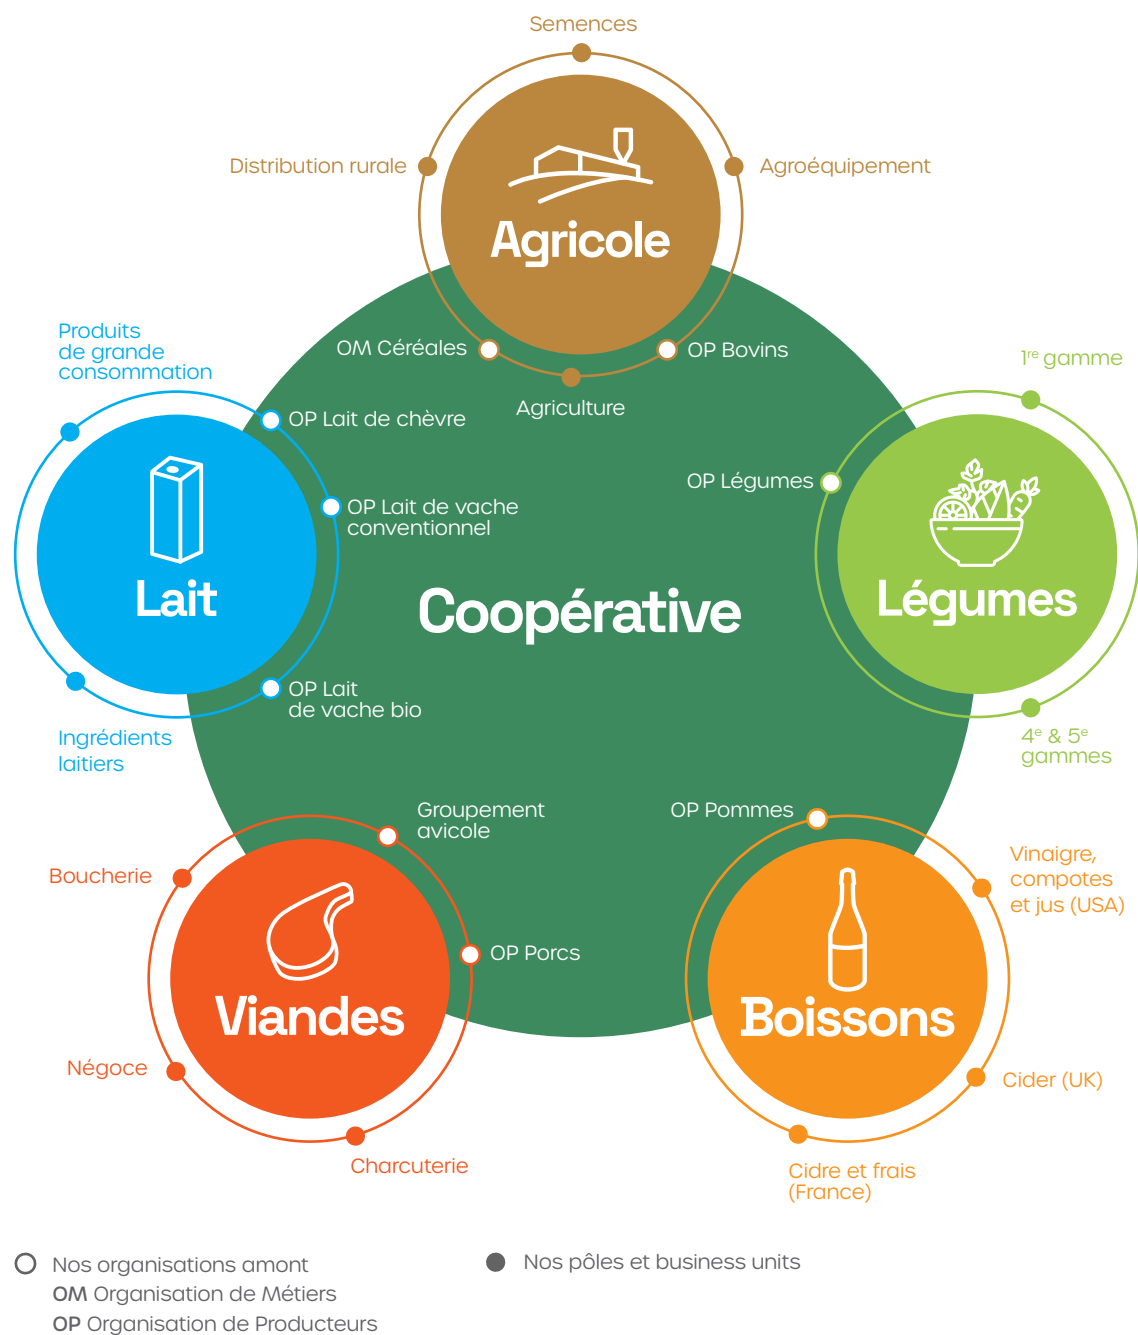 Semences
Distribution rurale
Agroéquipement
Agricole
OM Céréales
OP Bovins
Agriculture
Produits
de grande
consommation
OP Lait de chèvre
OP Lait de vache
conventionnel
Lait
OP Lait
de vache bio
Ingrédients
laitiers
1re gamme
OP Légumes
Légumes
4e & 5e
gammes
Coopérative
Groupement
avicole
Boucherie
OP Porcs
Viandes
Négoce
Charcuterie
OP Pommes
Vinaigre,
compotes
et jus (USA)
Boissons
Cider (UK)
Cidre et frais
(France)
Nos organisations amont
OM Organisation de Métiers
OP Organisation de Producteurs
Nos pôles et business units